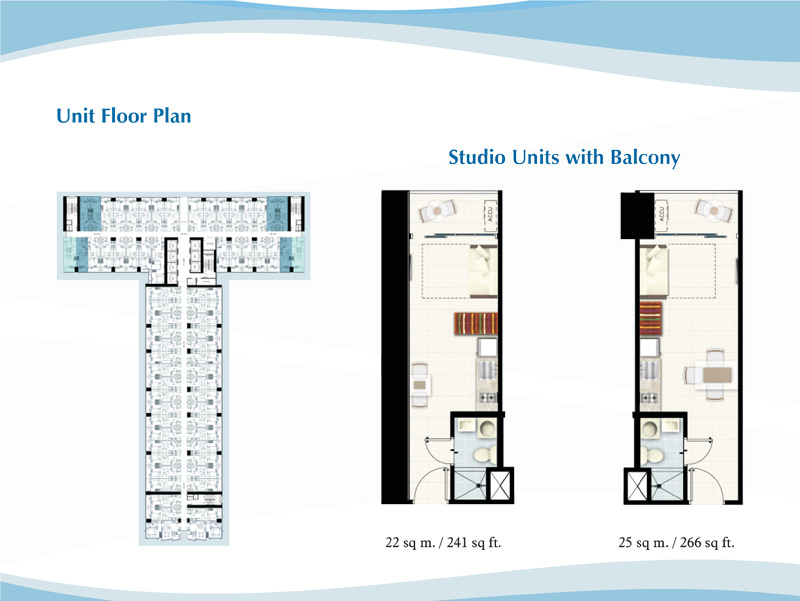 Unit Floor Plan
Studio Units with Balcony
ACCU
ACCU
22 sq m. / 241 sq ft.
25 sq m. / 266 sq ft.